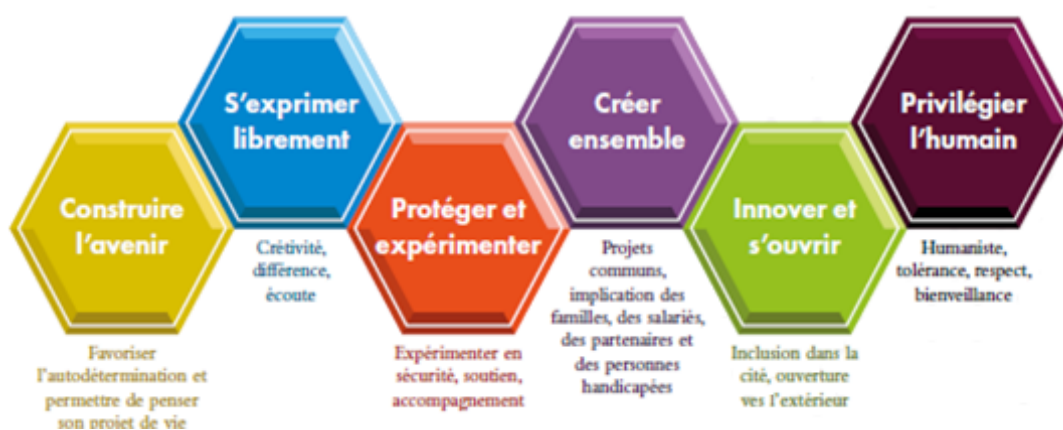 Construire
l'avenir
Favoriser
l'autodétermination et
permettre de penser
son projet de vie
S'exprimer
librement
Crétivité,
différence,
écoute
Protéger et
expérimenter
Expérimenter en
sécurité, soutien,
accompagnement
Créer
ensemble
Projets
communs,
implication des
familles, des salariés,
des partenaires et
des personnes
handicapées
Innover et
s'ouvrir
Inclusion dans la
cité, ouverture
ves l'extérieur
Privilégier
l'humain
Humaniste,
tolérance, respect,
bienveillance